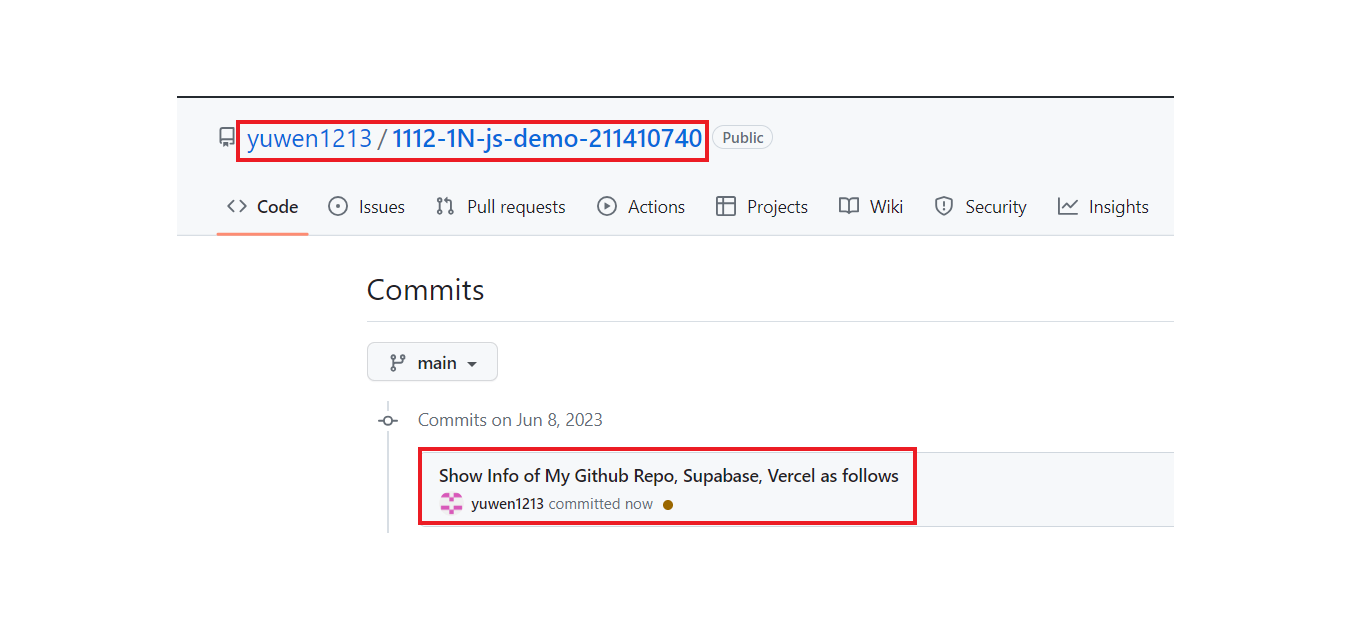 yuwen1213 / 1112-1N-js-demo-211410740 Public
Code Issues Pull requests Actions Projects Wiki Security Insights
Commits
main
Commits on Jun 8, 2023
Show Info of My Github Repo, Supabase, Vercel as follows
yuwen1213 committed now